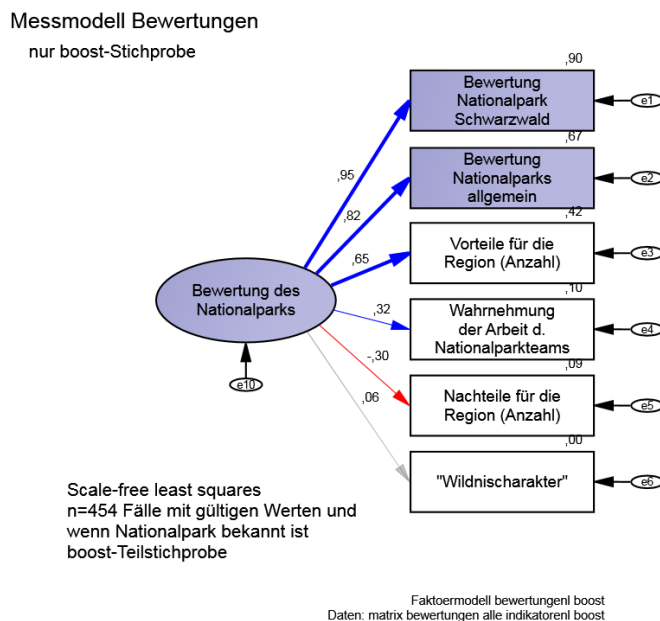 Messmodell Bewertungen
nur boost-Stichprobe
,90
Bewertung
Nationalpark
Schwarzwald
e1
,67
Bewertung
Nationalparks
allgemein
e2
,42
Vorteile für die
Region (Anzahl)
e3
,10
Wahrnehmung
der Arbeit d.
Nationalparkteams
e4
,09
Nachteile für die
Region (Anzahl)
e5
,00
"Wildnischarakter"
e6
,95
,82
,65
,32
-,30
,06
Bewertung des
Nationalparks
e10
Scale-free least squares
n=454 Fälle mit gültigen Werten und
wenn Nationalpark bekannt ist
boost-Teilstichprobe
Faktoermodell bewertungenl boost
Daten: matrix bewertungen alle indikatorenl boost